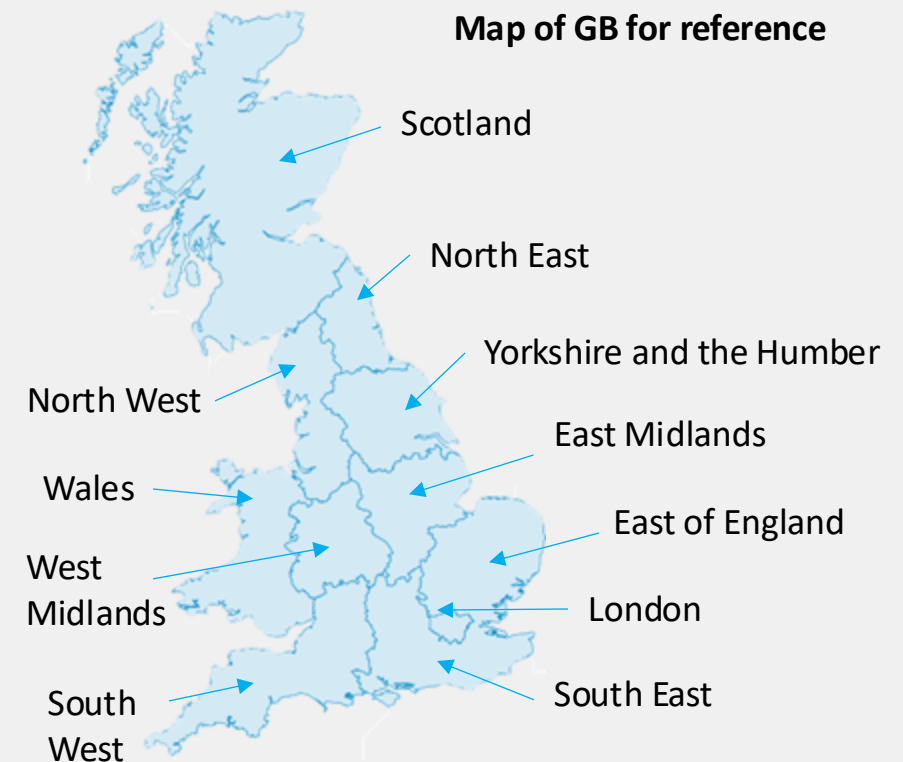 Map of GB for reference
Scotland
North East
Yorkshire and the Humber
North West
East Midlands
Wales
East of England
West
Midlands
London
South East
South
West